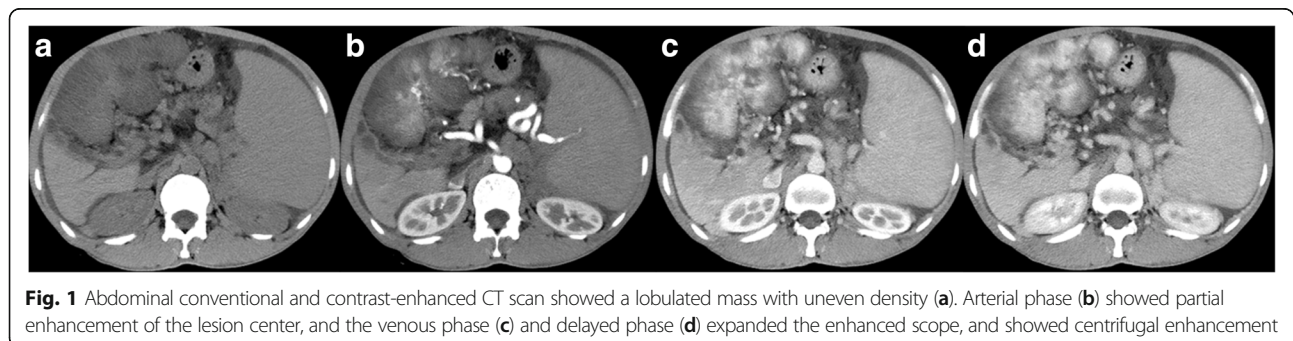 a b c d
Fig. 1 Abdominal conventional and contrast-enhanced CT scan showed a lobulated mass with uneven density (a). Arterial phase (b) showed partial
enhancement of the lesion center, and the venous phase (c) and delayed phase (d) expanded the enhanced scope, and showed centrifugal enhancement